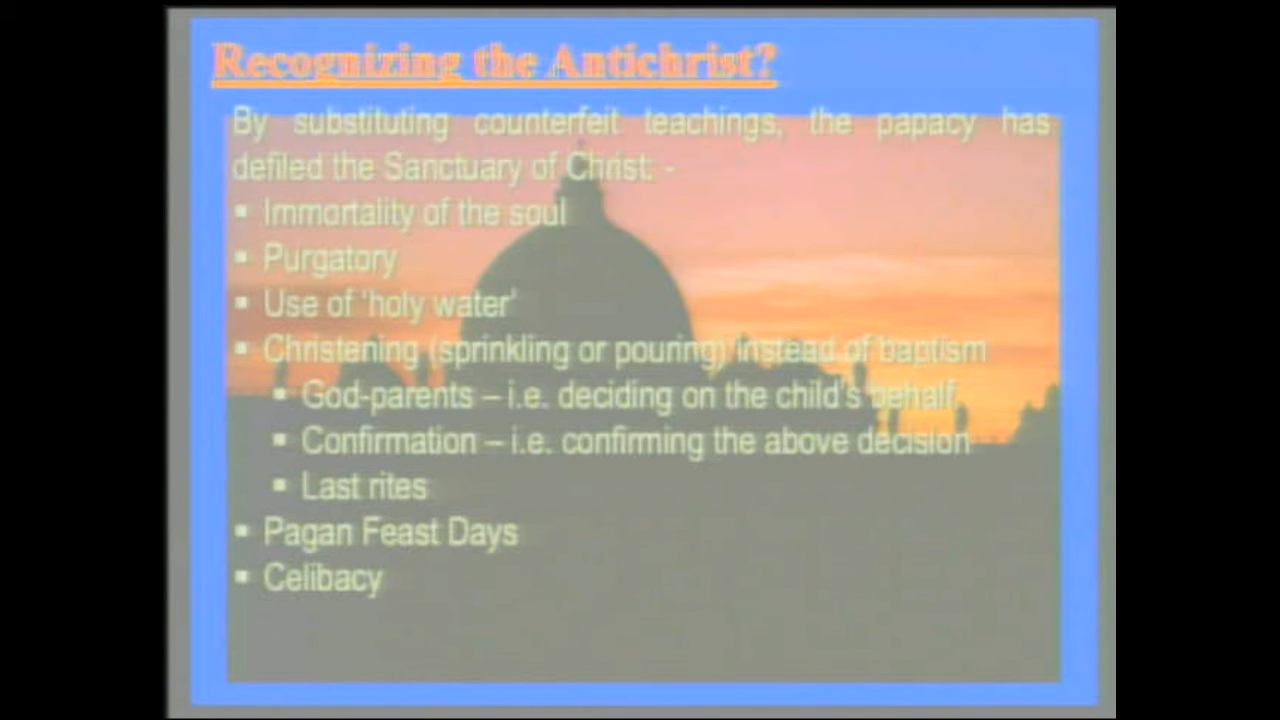 Recognizing the Antichrist?
By substituting counterfeit teachings, the papacy has
defiled the Sanctuary of Christ: -
▪ Immortality of the soul
▪ Purgatory
▪ Use of 'holy water'
▪ Christening (sprinkling or pouring) instead of baptism
▪ God-parents – i.e. deciding on the child's behalf
▪ Confirmation – i.e. confirming the above decision
▪ Last rites
▪ Pagan Feast Days
▪ Celibacy